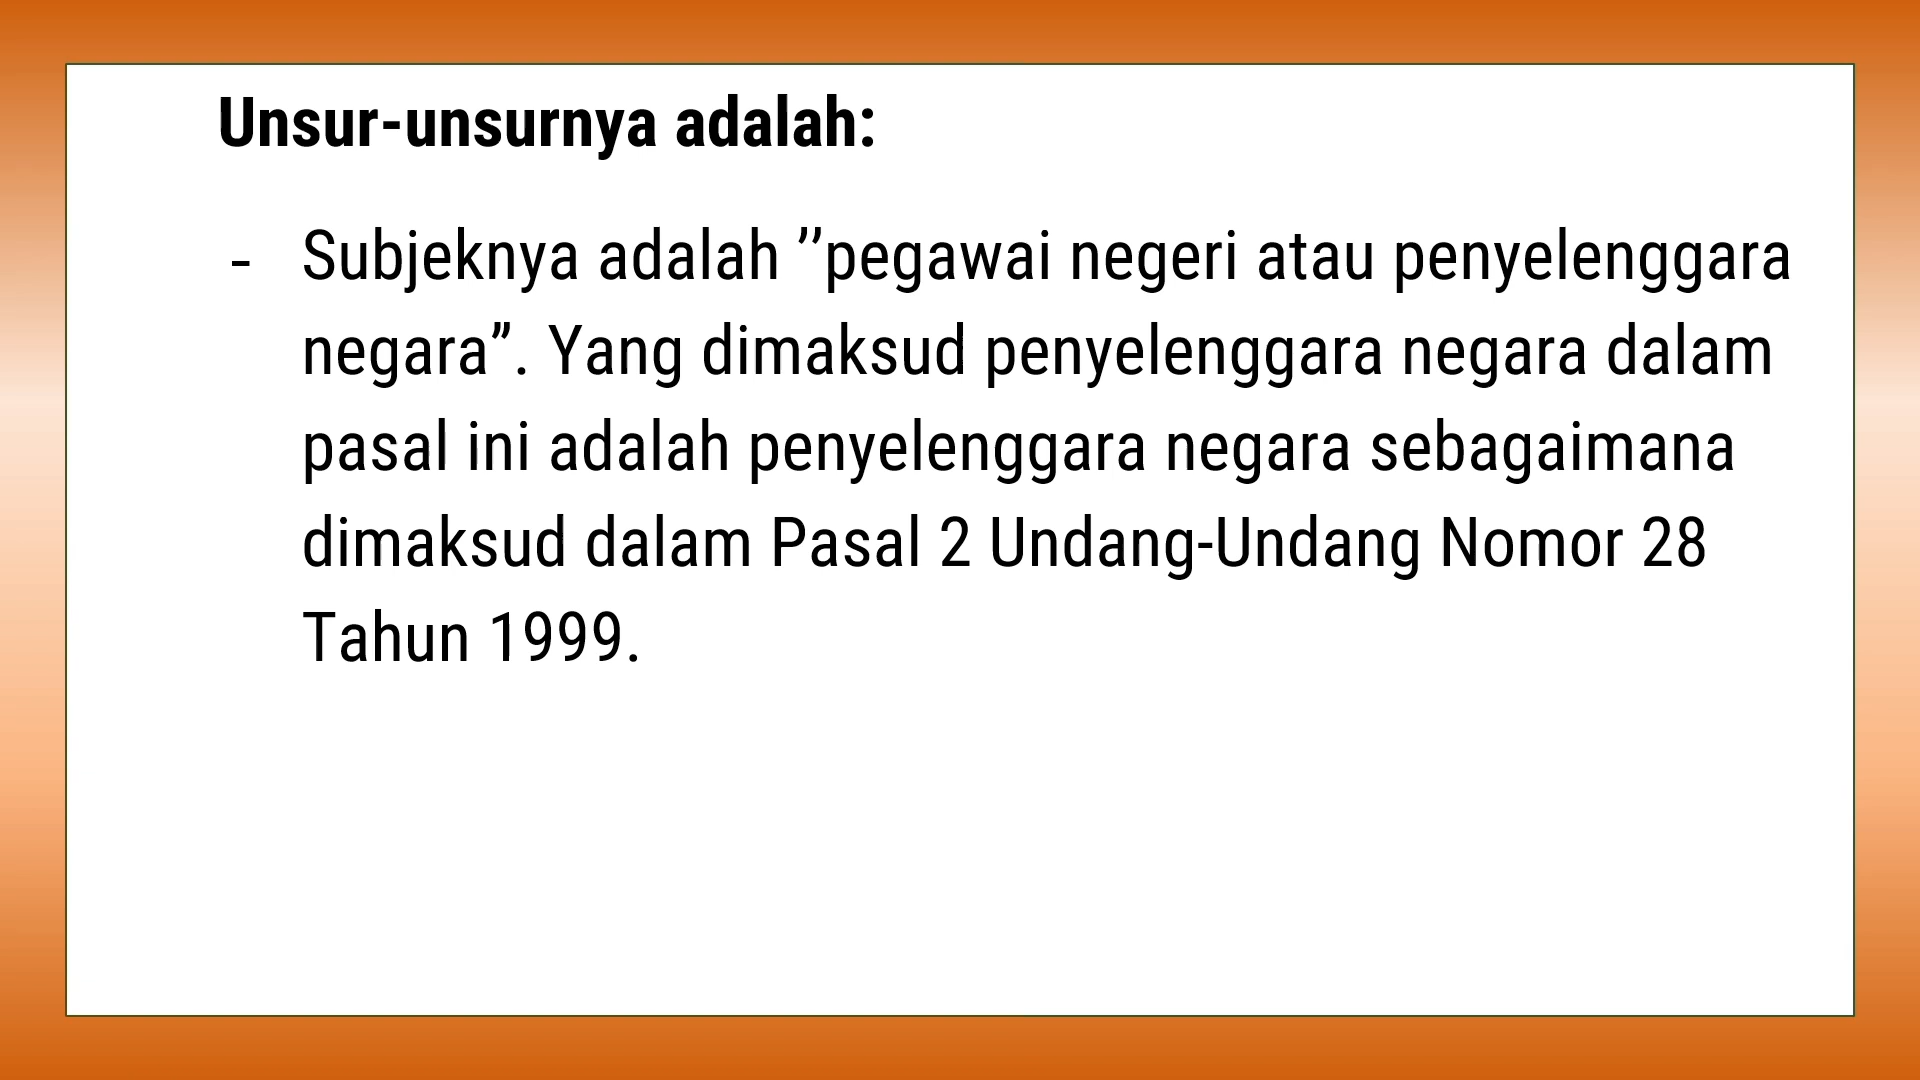 Unsur-unsurnya adalah:
- Subjeknya adalah ’’pegawai negeri atau penyelenggara
negara”. Yang dimaksud penyelenggara negara dalam
pasal ini adalah penyelenggara negara sebagaimana
dimaksud dalam Pasal 2 Undang-Undang Nomor 28
Tahun 1999.